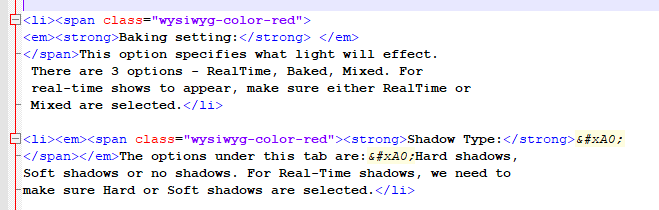 <li><span class="wysiwyg-color-red">
<em><strong>Baking setting:</strong> </em>
</span>This option specifies what light will effect.
There are 3 options - RealTime, Baked, Mixed. For
real-time shows to appear, make sure either RealTime or
Mixed are selected.</li>
<li><em><span class="wysiwyg-color-red"><strong>Shadow Type:</strong>&#xA0;
</span></em>The options under this tab are:&#xA0;Hard shadows,
Soft shadows or no shadows. For Real-Time shadows, we need to
make sure Hard or Soft shadows are selected.</li>